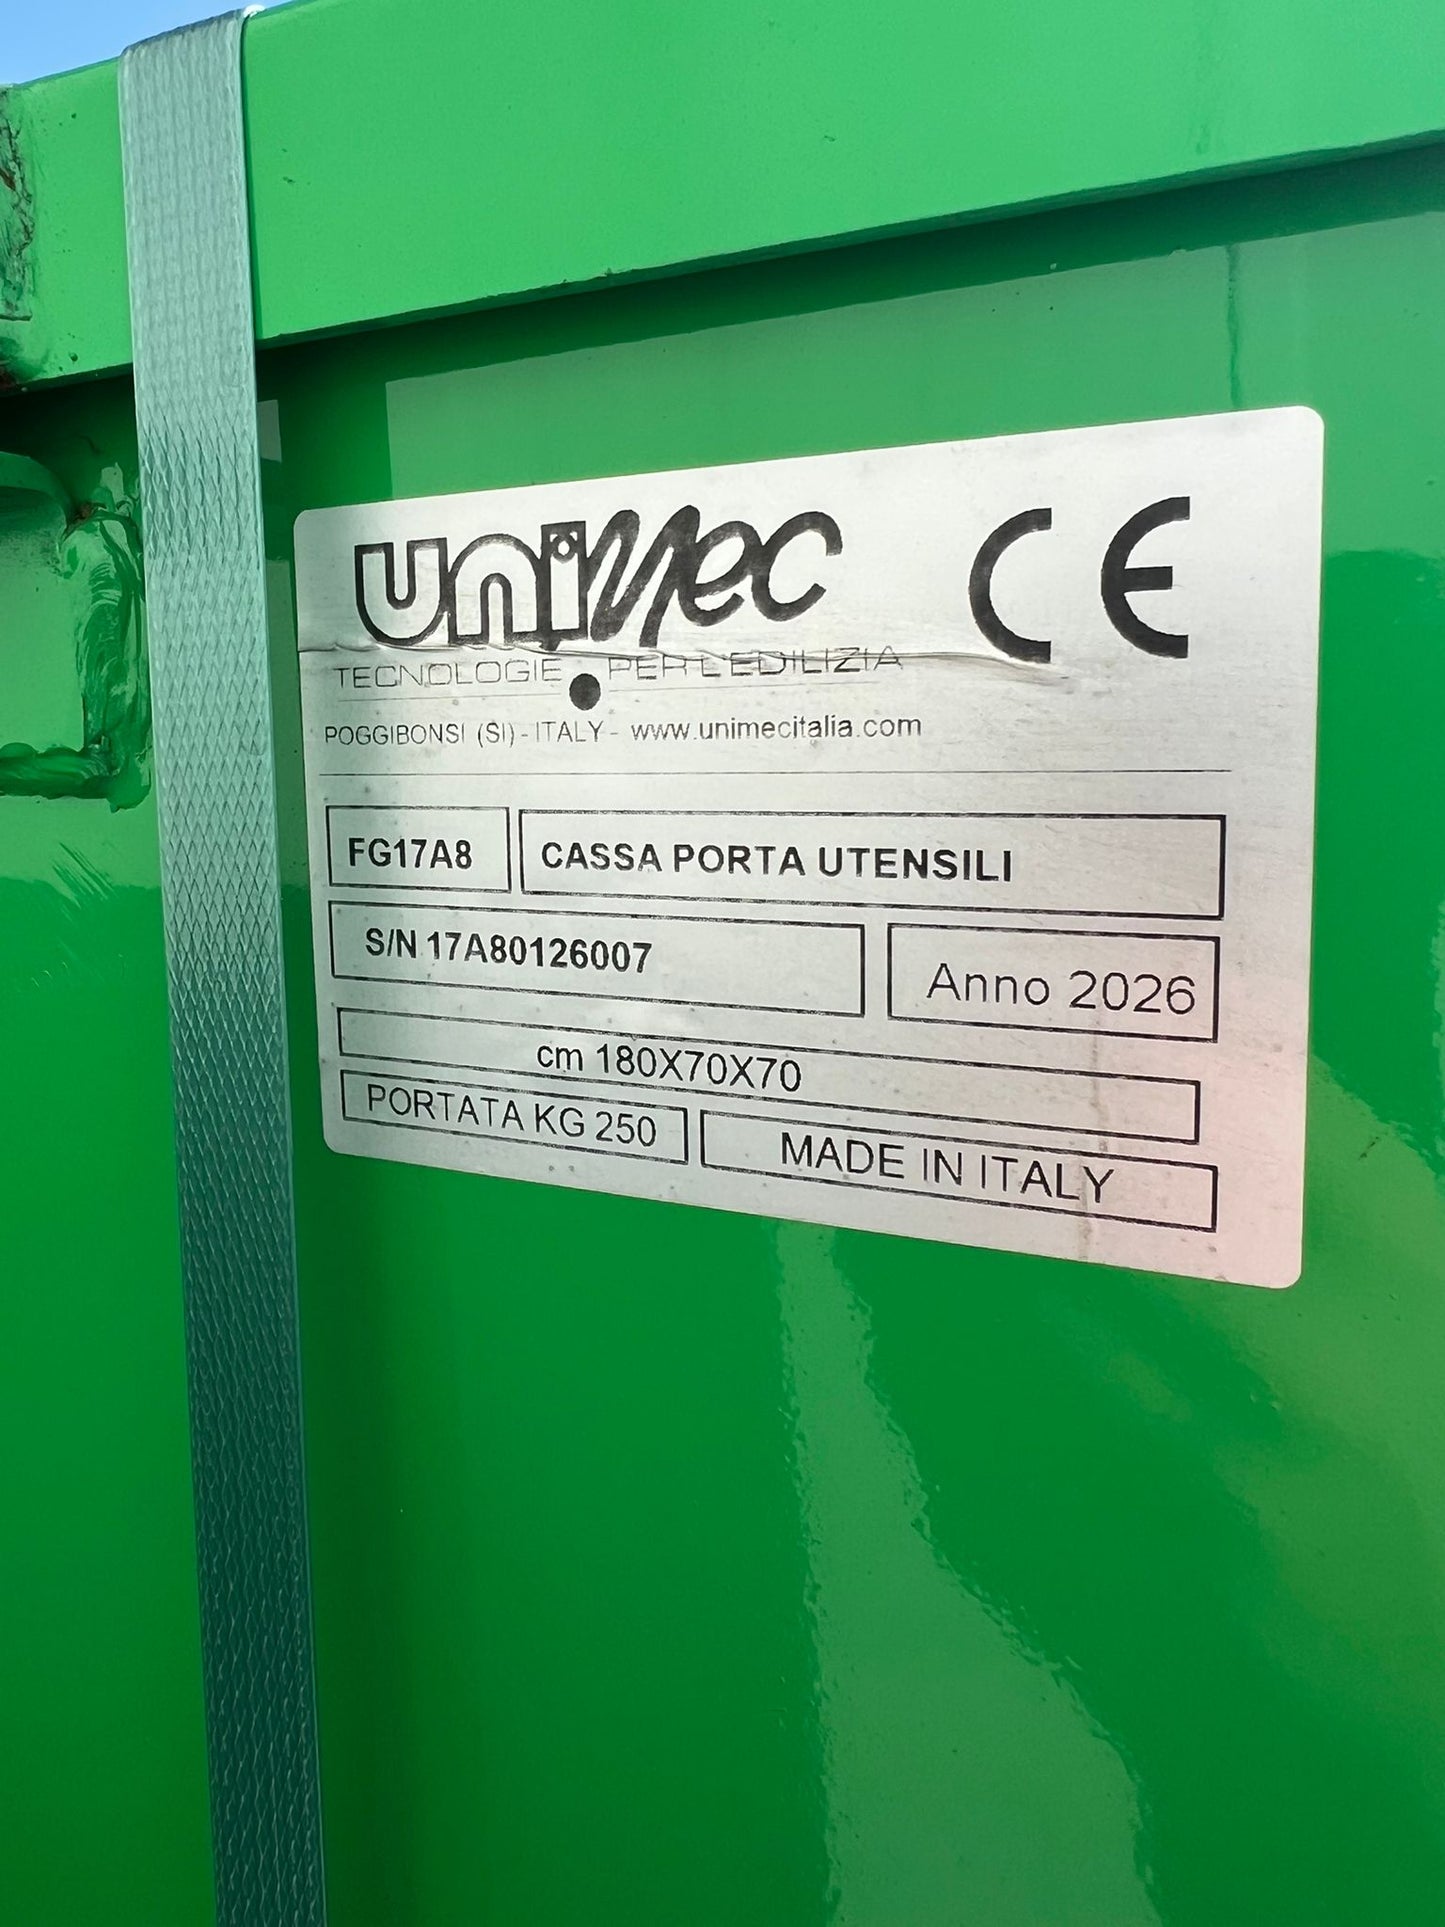 unimec CE
TECNOLOGIE PER L'EDILIZIA
POGGIBONSI (SI) - ITALY - www.unimecitalia.com
FG17A8 CASSA PORTA UTENSILI
S/N 17A80126007 Anno 2026
cm 180X70X70
PORTATA KG 250 MADE IN ITALY